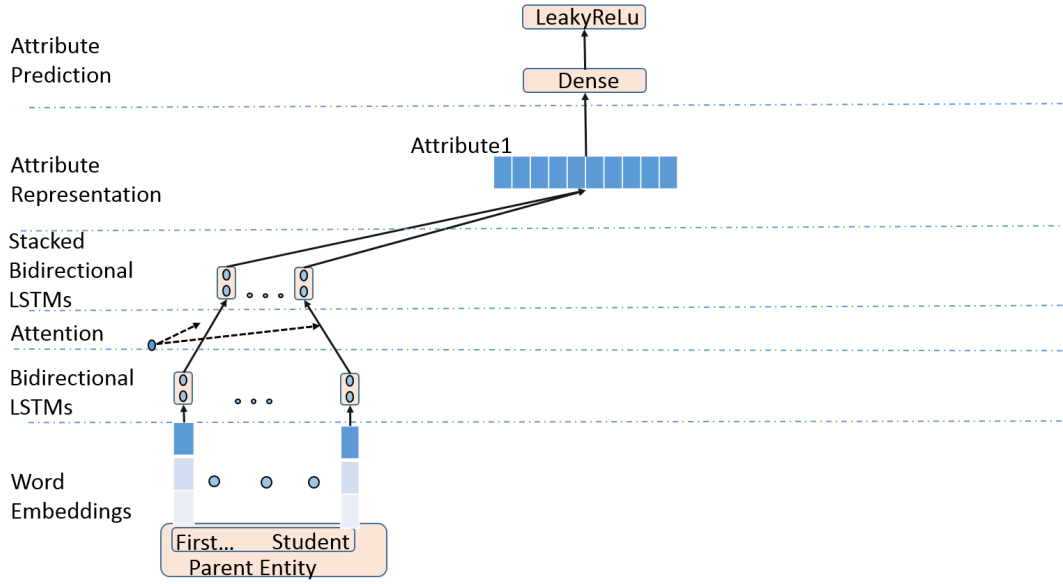 LeakyReLu
Attribute
Prediction
Dense
Attribute1
Attribute
Representation
Stacked
Bidirectional
LSTMs
Attention
Bidirectional
LSTMs
Word
Embeddings
First... Student
Parent Entity